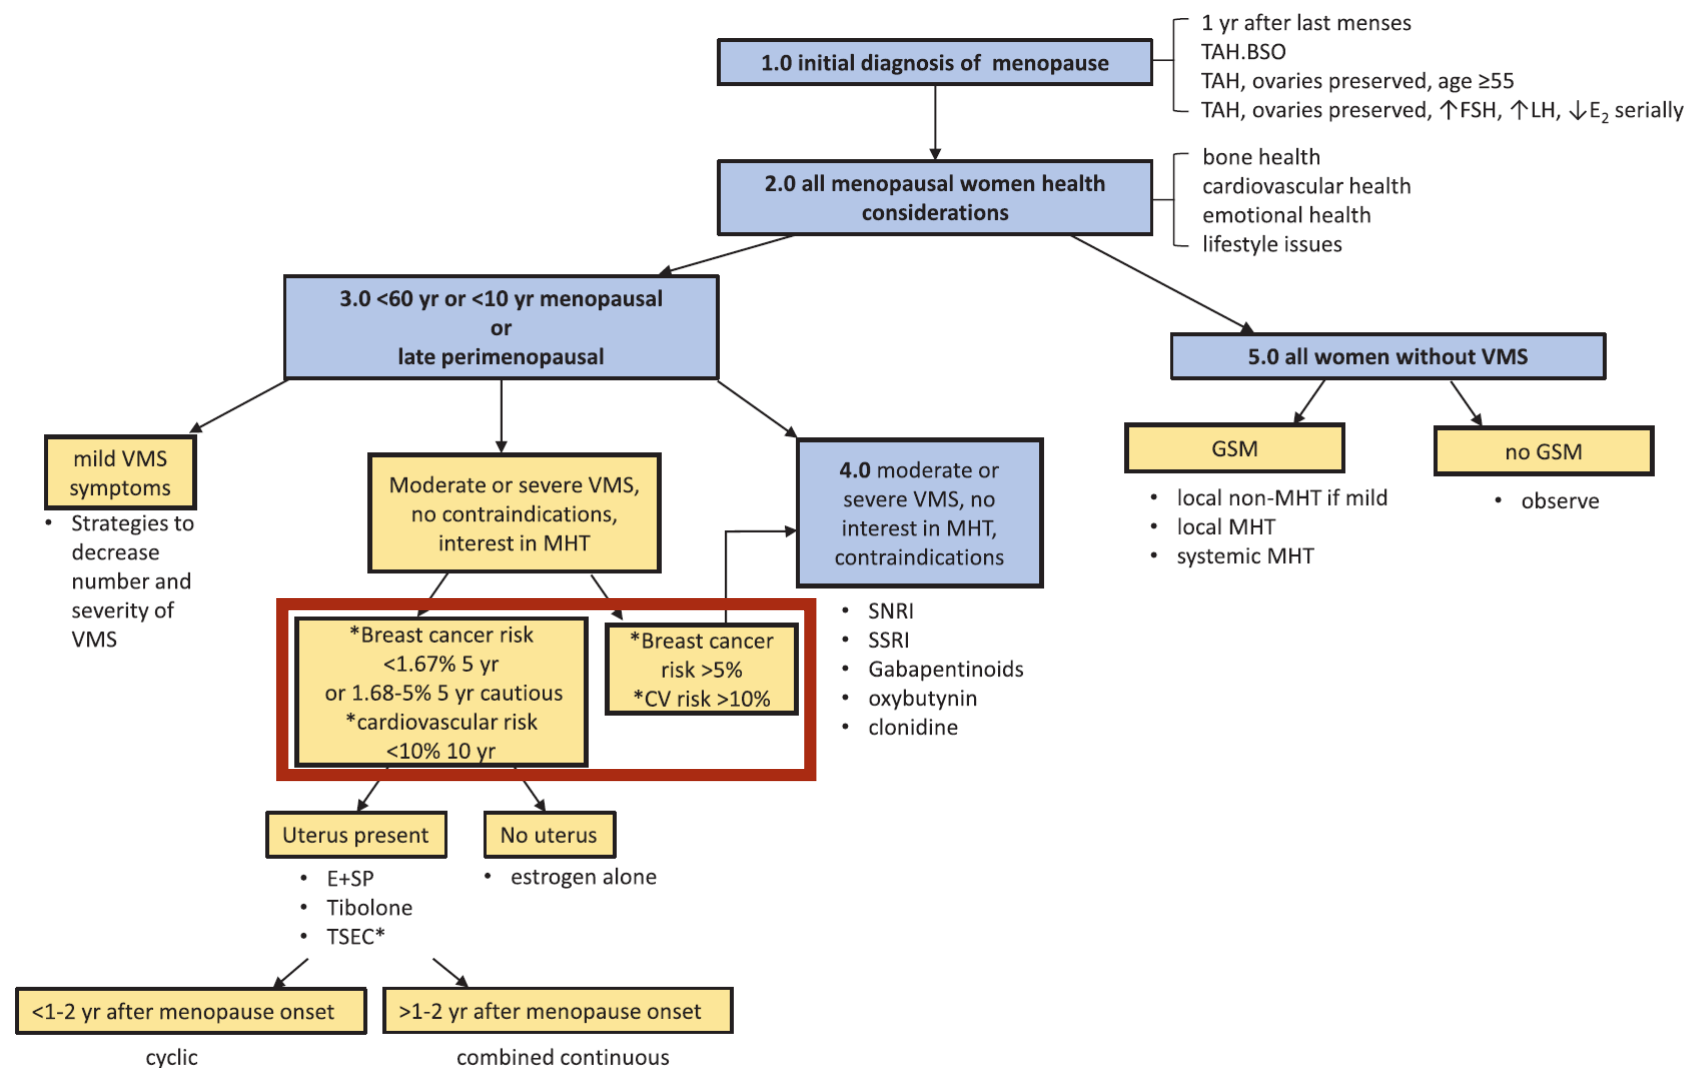 1.0 initial diagnosis of menopause
1 yr after last menses
TAH.BSO
TAH, ovaries preserved, age ≥55
TAH, ovaries preserved, ↑FSH, ↑LH, ↓E₂ serially
2.0 all menopausal women health
considerations
bone health
cardiovascular health
emotional health
lifestyle issues
3.0 <60 yr or <10 yr menopausal
or
late perimenopausal
5.0 all women without VMS
mild VMS
symptoms
• Strategies to
decrease
number and
severity of
VMS
Moderate or severe VMS,
no contraindications,
interest in MHT
4.0 moderate or
severe VMS, no
interest in MHT,
contraindications
• SNRI
• SSRI
• Gabapentinoids
• oxybutynin
• clonidine
GSM
• local non-MHT if mild
• local MHT
• systemic MHT
no GSM
• observe
*Breast cancer risk
<1.67% 5 yr
or 1.68-5% 5 yr cautious
*cardiovascular risk
<10% 10 yr
*Breast cancer
risk >5%
*CV risk >10%
Uterus present
• E+SP
• Tibolone
• TSEC*
No uterus
• estrogen alone
<1-2 yr after menopause onset
cyclic
>1-2 yr after menopause onset
combined continuous